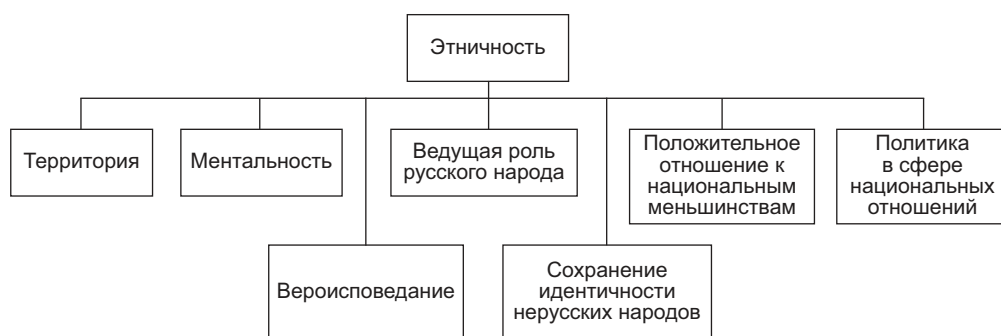 Этничность
Территория
Ментальность
Ведущая роль
русского народа
Положительное
отношение к
национальным
меньшинствам
Политика
в сфере
национальных
отношений
Вероисповедание
Сохранение
идентичности
нерусских народов